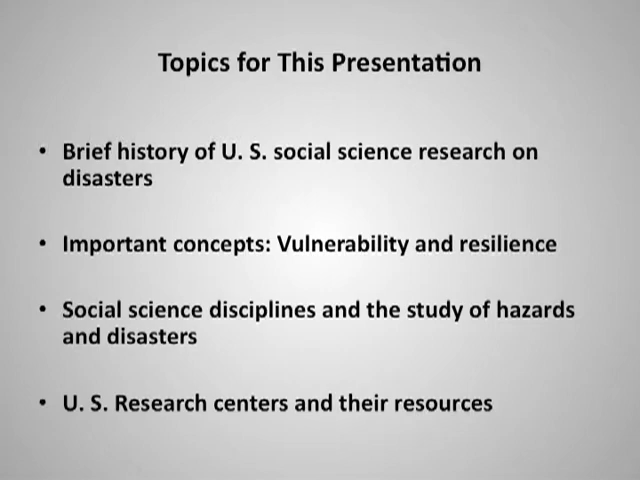 Topics for This Presentation
• Brief history of U. S. social science research on
disasters
• Important concepts: Vulnerability and resilience
• Social science disciplines and the study of hazards
and disasters
• U. S. Research centers and their resources